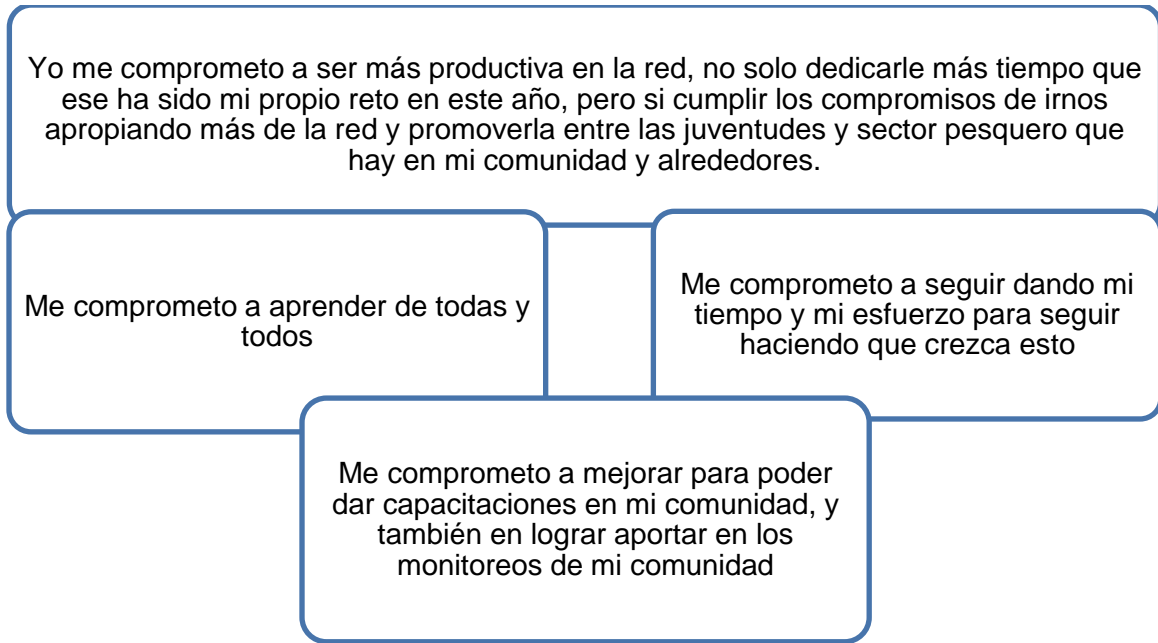 Yo me comprometo a ser más productiva en la red, no solo dedicarle más tiempo que
ese ha sido mi propio reto en este año, pero si cumplir los compromisos de irnos
apropiando más de la red y promoverla entre las juventudes y sector pesquero que
hay en mi comunidad y alrededores.
Me comprometo a aprender de todas y
todos
Me comprometo a seguir dando mi
tiempo y mi esfuerzo para seguir
haciendo que crezca esto
Me comprometo a mejorar para poder
dar capacitaciones en mi comunidad, y
también en lograr aportar en los
monitoreos de mi comunidad